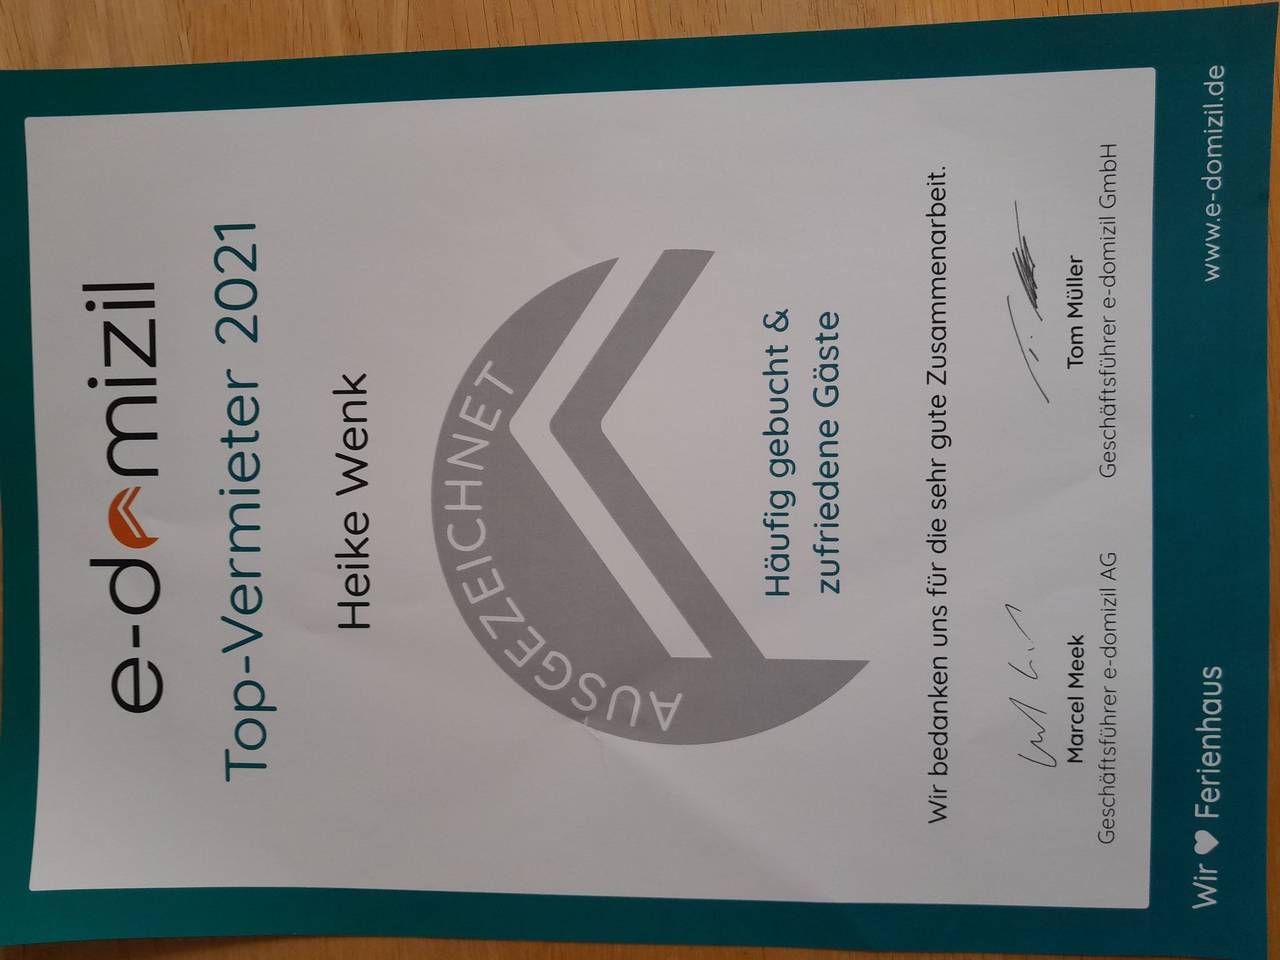 e-domizil
Top-Vermieter 2021
Heike Wenk
AUSGEZEICHNET
Häufig gebucht &
zufriedene Gäste
Wir bedanken uns für die sehr gute Zusammenarbeit.
Marcel Meek
Geschäftsführer e-domizil AG
Tom Müller
Geschäftsführer e-domizil GmbH
Wir ♥ Ferienhaus
www.e-domizil.de